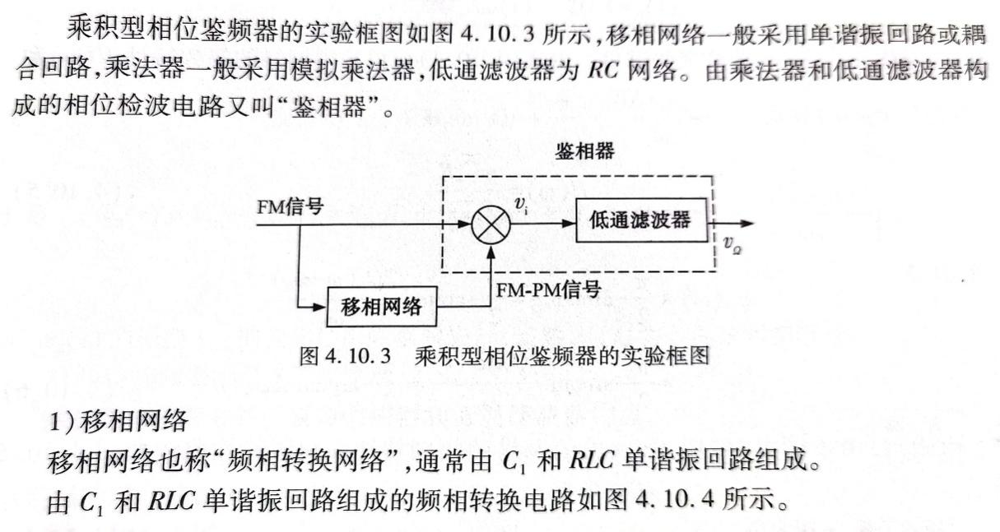 乘积型相位鉴频器的实验框图如图 4.10.3 所示,移相网络一般采用单谐振回路或耦
合回路,乘法器一般采用模拟乘法器,低通滤波器为 RC 网络。由乘法器和低通滤波器构
成的相位检波电路又叫“鉴相器”。
鉴相器
FM信号
v_i
低通滤波器
v_Ω
FM-PM信号
移相网络
图 4.10.3 乘积型相位鉴频器的实验框图
1)移相网络
移相网络也称“频相转换网络”,通常由 C₁ 和 RLC 单谐振回路组成。
由 C₁ 和 RLC 单谐振回路组成的频相转换电路如图 4.10.4 所示。